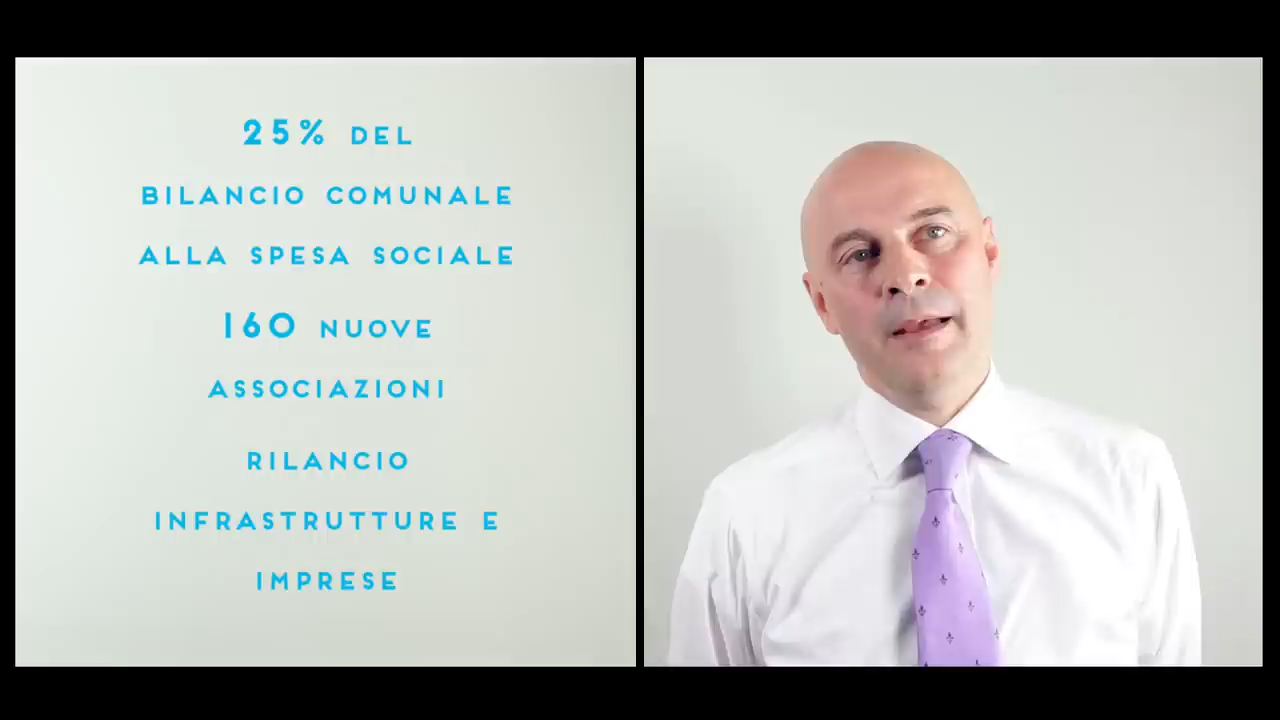 25% DEL
BILANCIO COMUNALE
ALLA SPESA SOCIALE
160 NUOVE
ASSOCIAZIONI
RILANCIO
INFRASTRUTTURE E
IMPRESE